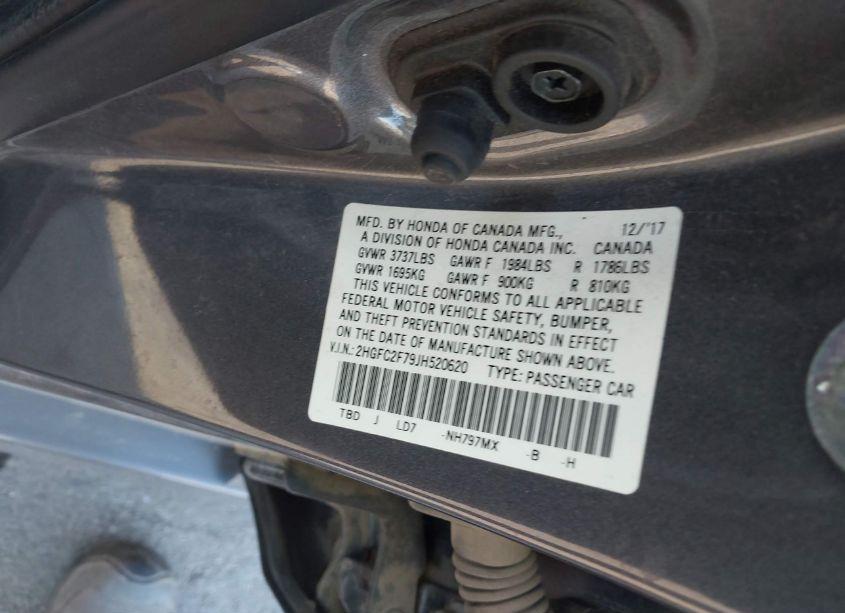 MFD. BY HONDA OF CANADA MFG., 12/'17
A DIVISION OF HONDA CANADA INC. CANADA
GVWR 3737LBS GAWR F 1984LBS R 1786LBS
GVWR 1695KG GAWR F 900KG R 810KG
THIS VEHICLE CONFORMS TO ALL APPLICABLE
FEDERAL MOTOR VEHICLE SAFETY, BUMPER,
AND THEFT PREVENTION STANDARDS IN EFFECT
ON THE DATE OF MANUFACTURE SHOWN ABOVE.
V.I.N.: 2HGFC2F79JH520620 TYPE: PASSENGER CAR
TBD J LD7 -NH797MX -B -H